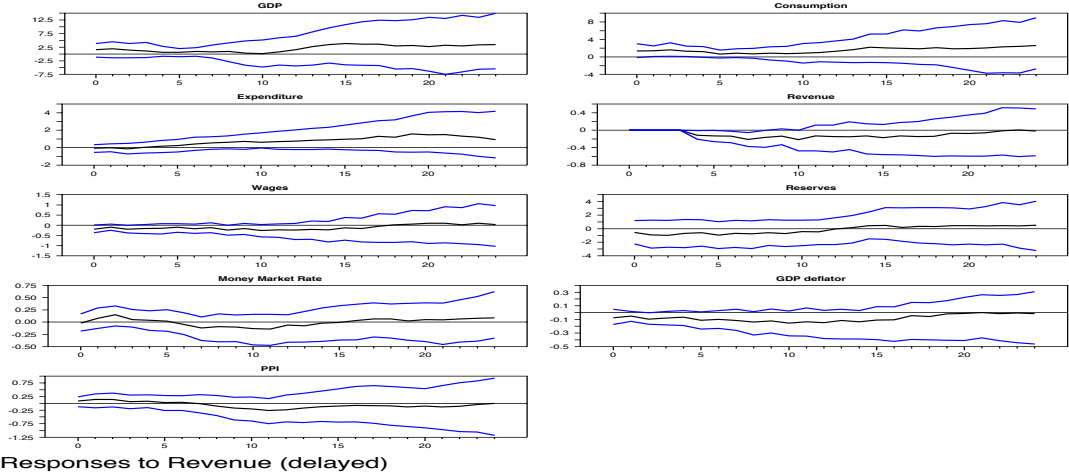 GDP
12.5
7.5
2.5
-2.5
-7.5
0 5 10 15 20
Consumption
8
4
0
-4
0 5 10 15 20
Expenditure
4
2
0
-2
0 5 10 15 20
Revenue
0.4
0
-0.4
-0.8
0 5 10 15 20
Wages
1.5
1
0.5
0
-0.5
-1
-1.5
0 5 10 15 20
Reserves
4
2
0
-2
-4
0 5 10 15 20
Money Market Rate
0.75
0.50
0.25
0.00
-0.25
-0.50
0 5 10 15 20
GDP deflator
0.3
0.1
-0.1
-0.3
-0.5
0 5 10 15 20
PPI
0.75
0.25
-0.25
-0.75
-1.25
0 5 10 15 20
Responses to Revenue (delayed)